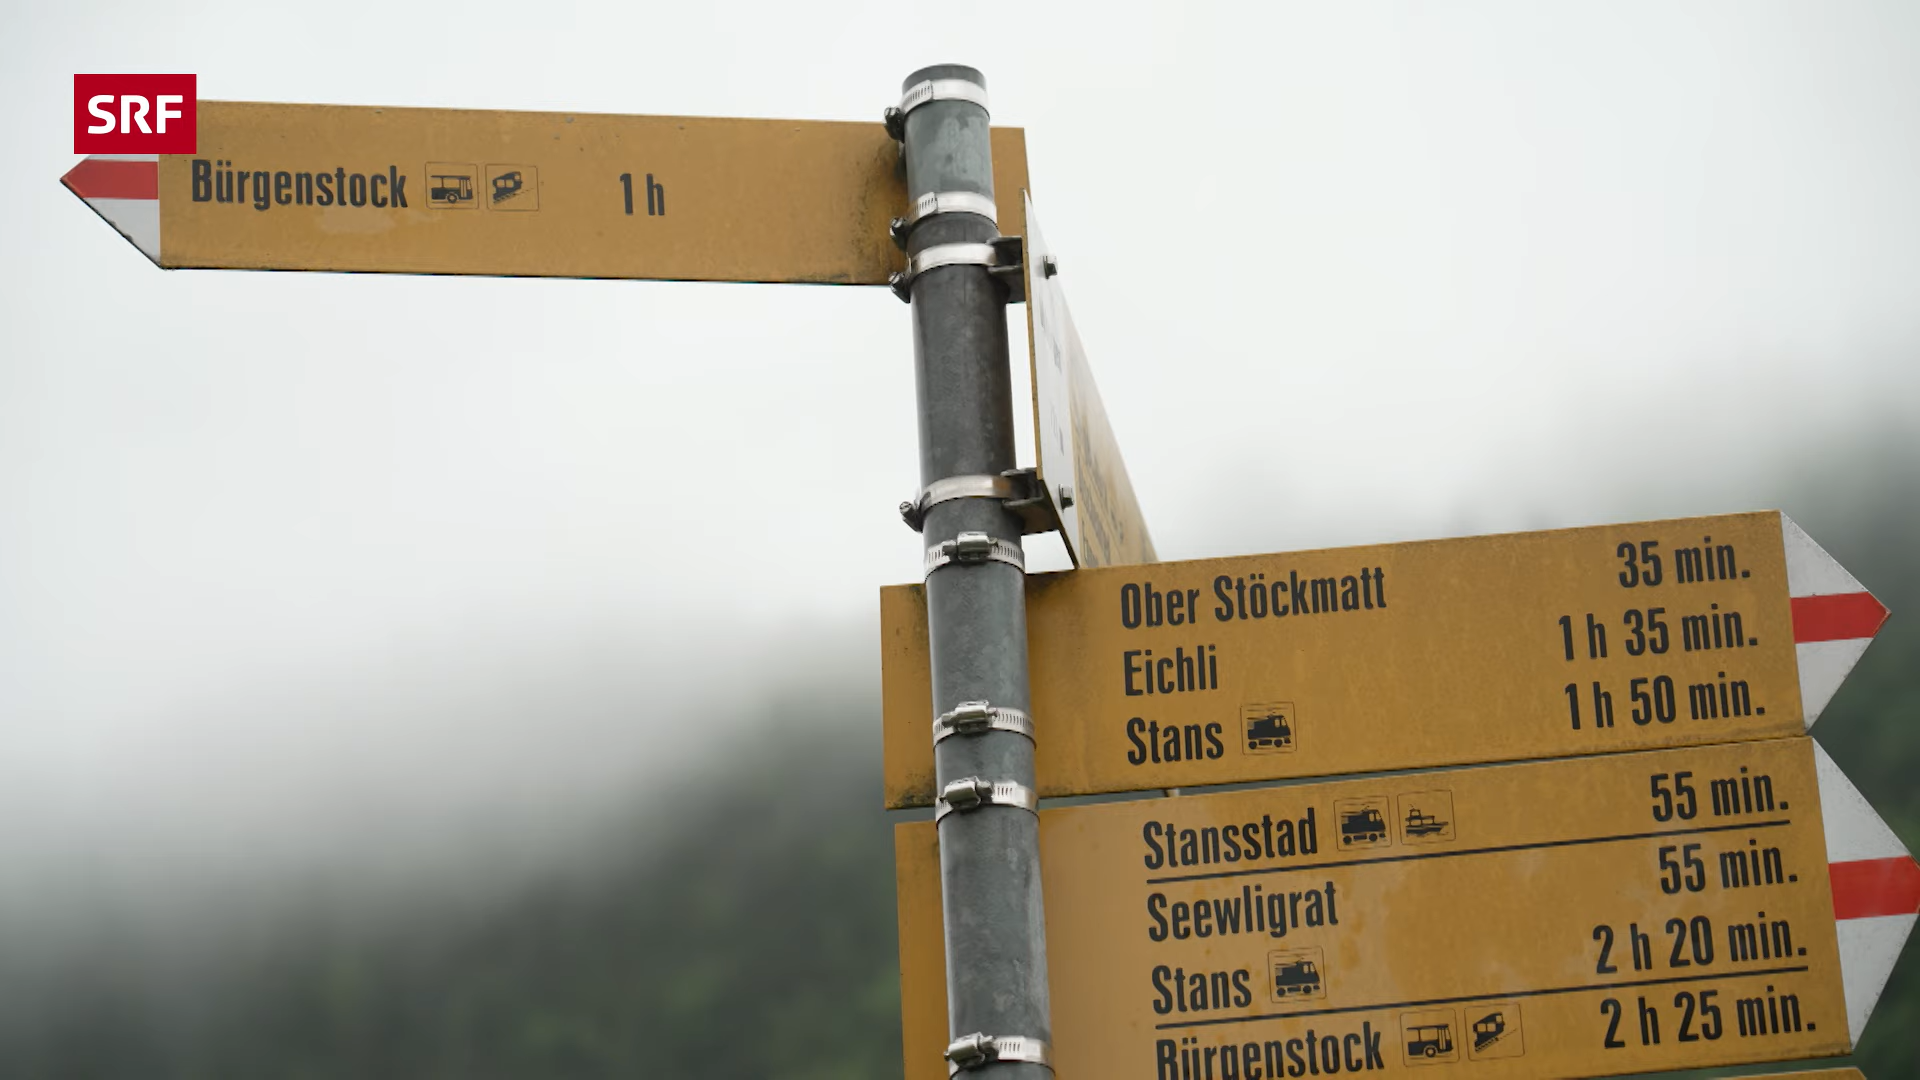 SRF
Bürgenstock 1 h
Ober Stöckmatt 35 min.
Eichli 1 h 35 min.
Stans 1 h 50 min.
Stansstad 55 min.
Seewligrat 55 min.
Stans 2 h 20 min.
Bürgenstock 2 h 25 min.